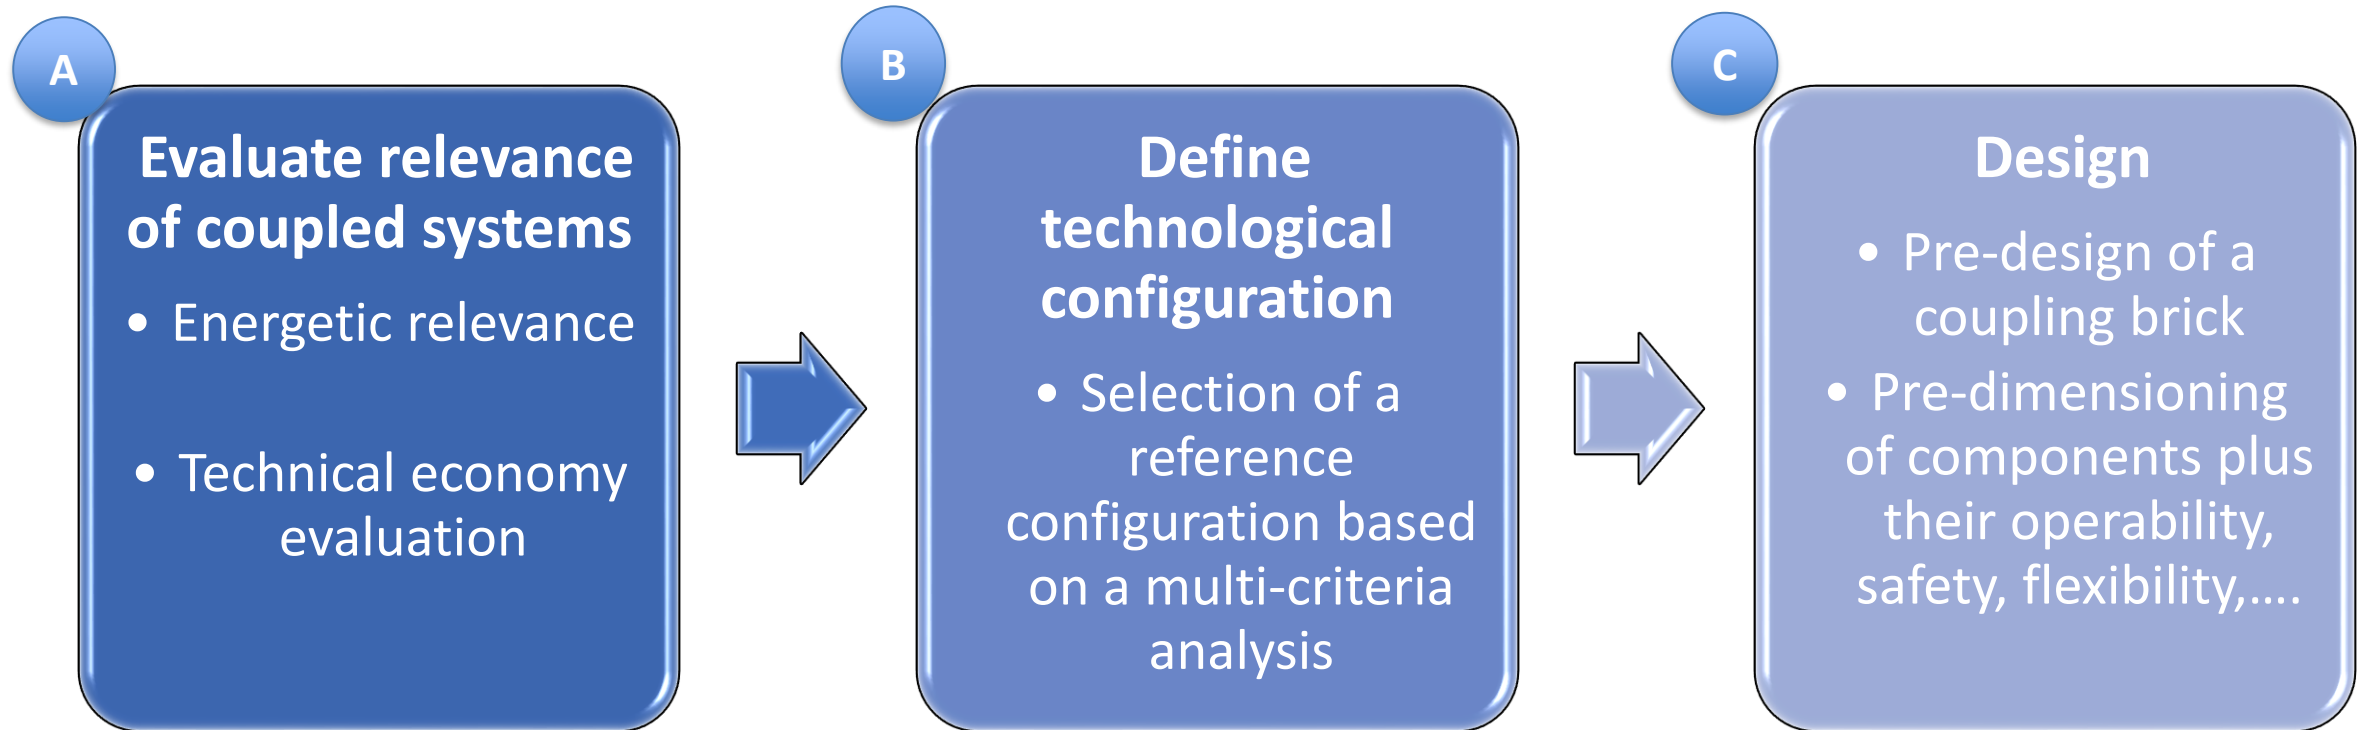 A
Evaluate relevance
of coupled systems
• Energetic relevance
• Technical economy
evaluation
B
Define
technological
configuration
• Selection of a
reference
configuration based
on a multi-criteria
analysis
C
Design
• Pre-design of a
coupling brick
• Pre-dimensioning
of components plus
their operability,
safety, flexibility,....